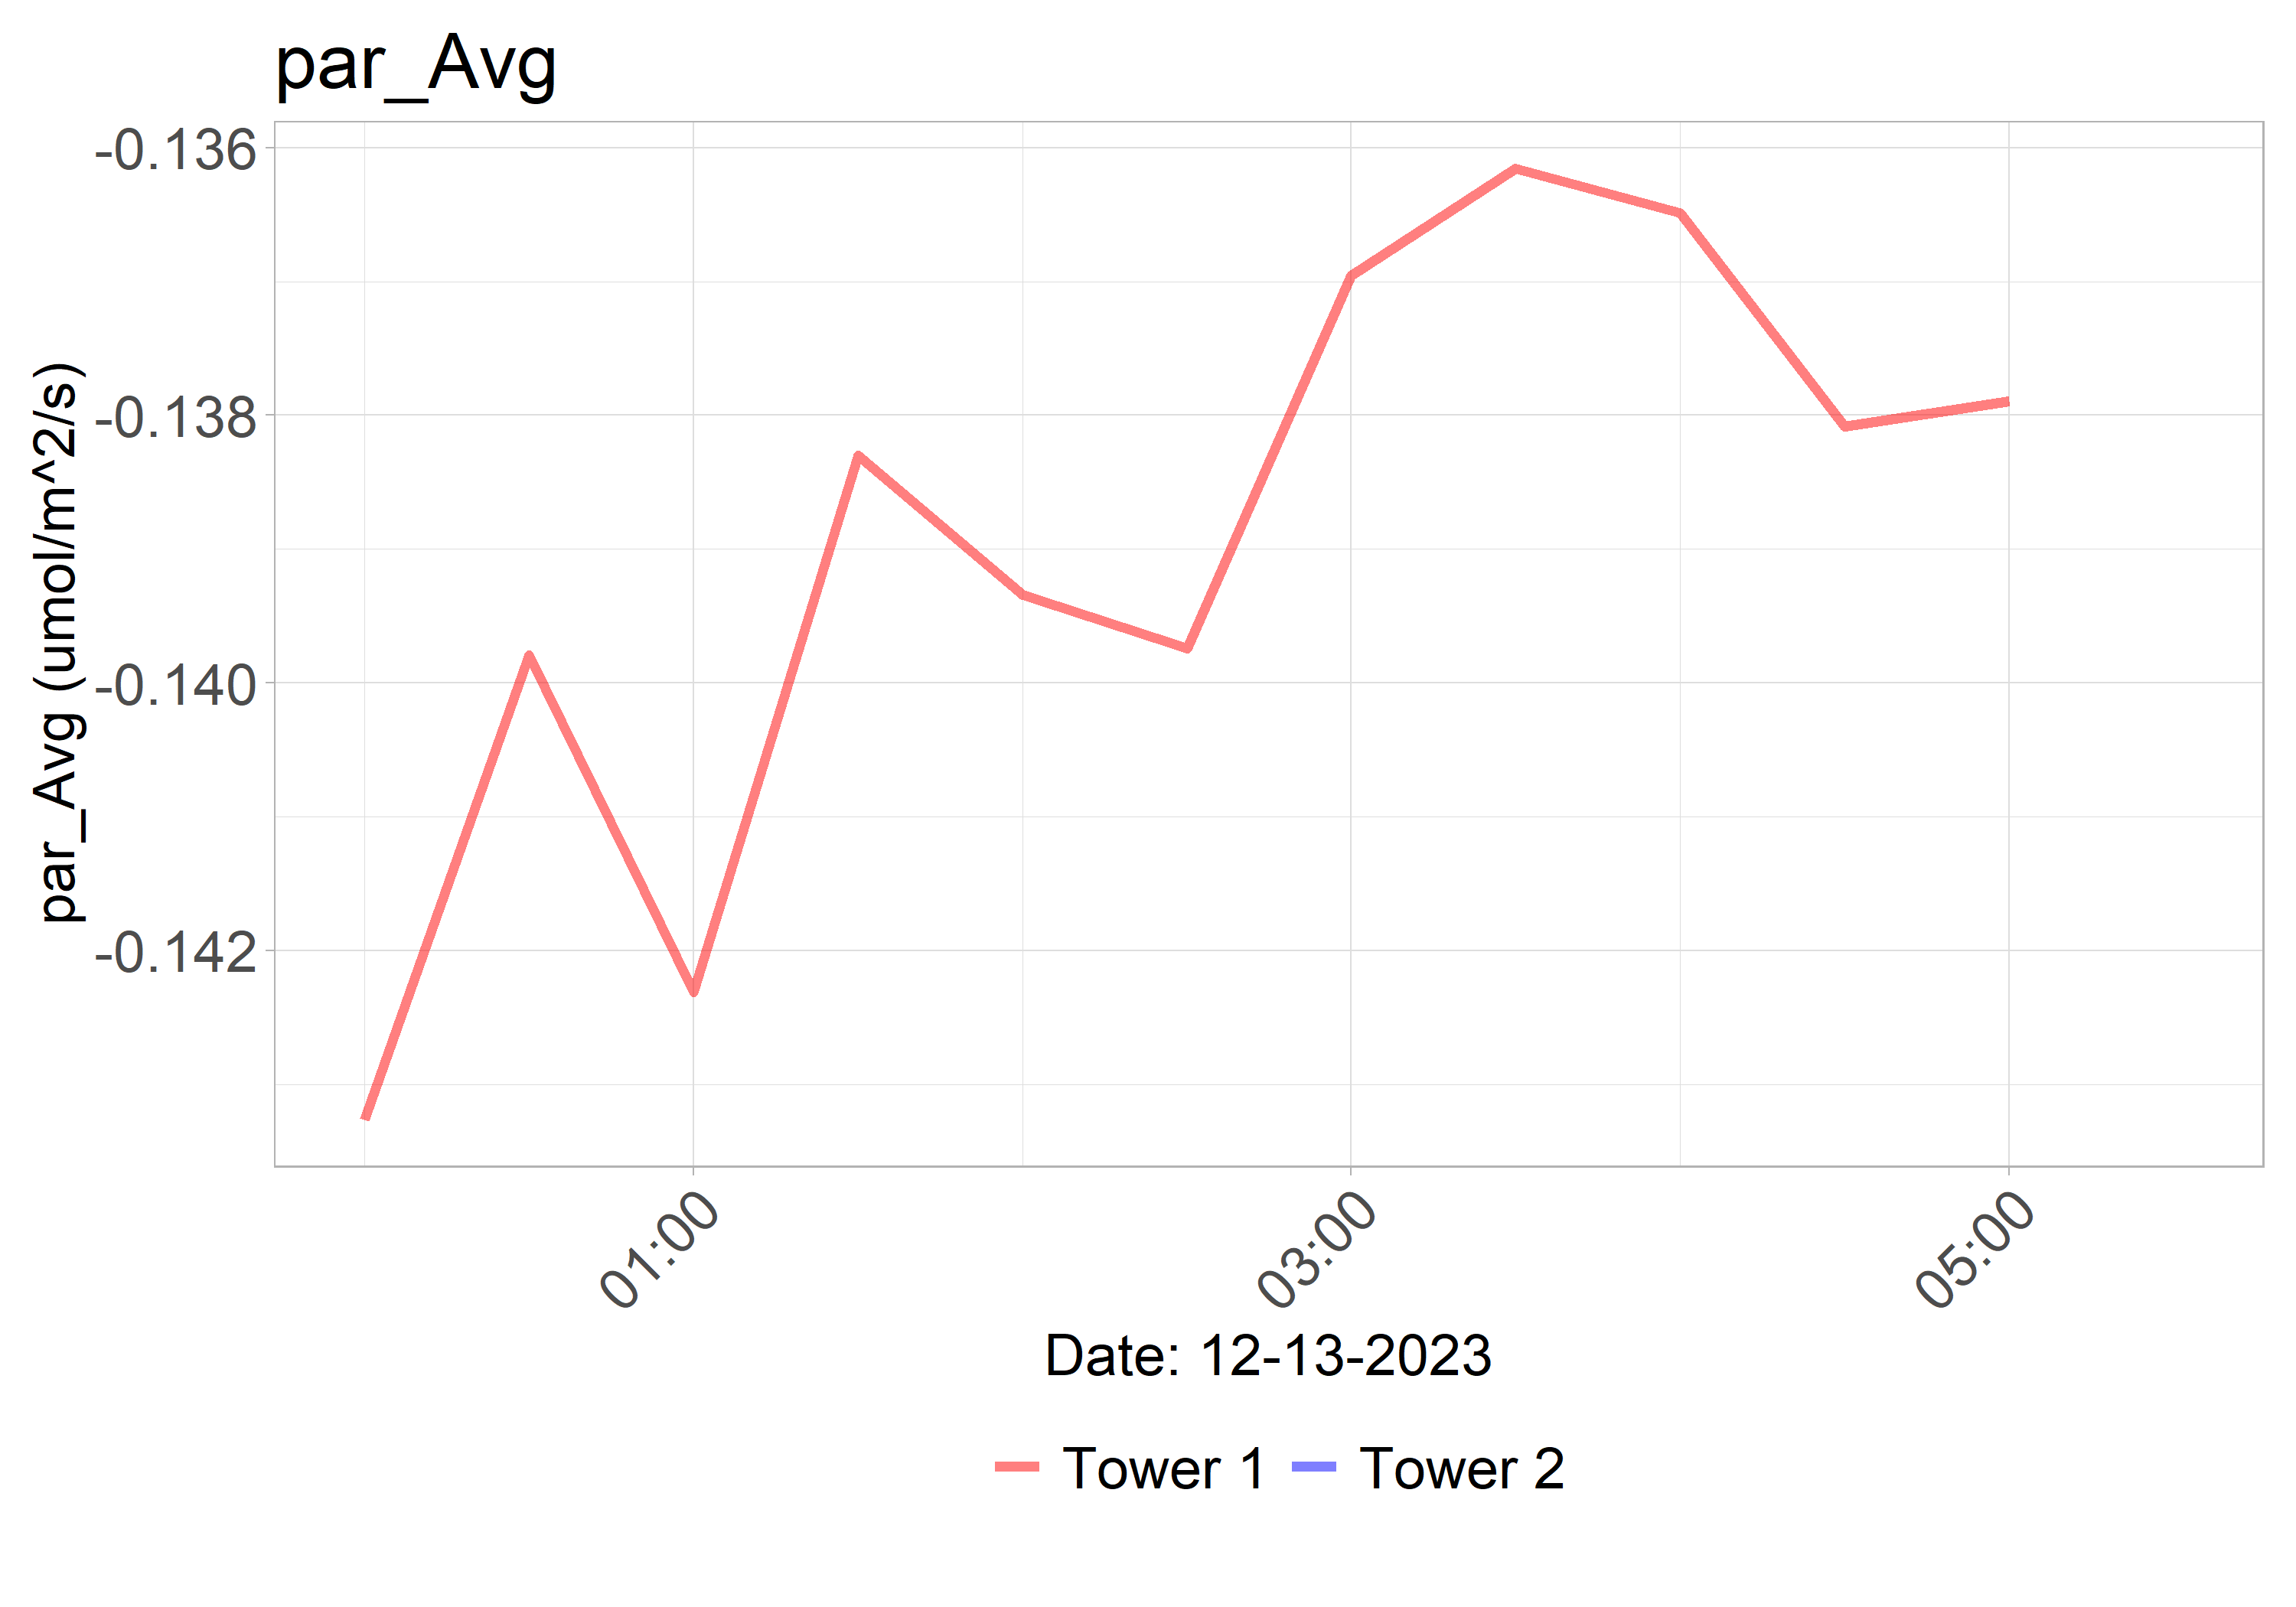 par_Avg
par_Avg (umol/m^2/s)
-0.136
-0.138
-0.140
-0.142
01:00
03:00
05:00
Date: 12-13-2023
Tower 1
Tower 2